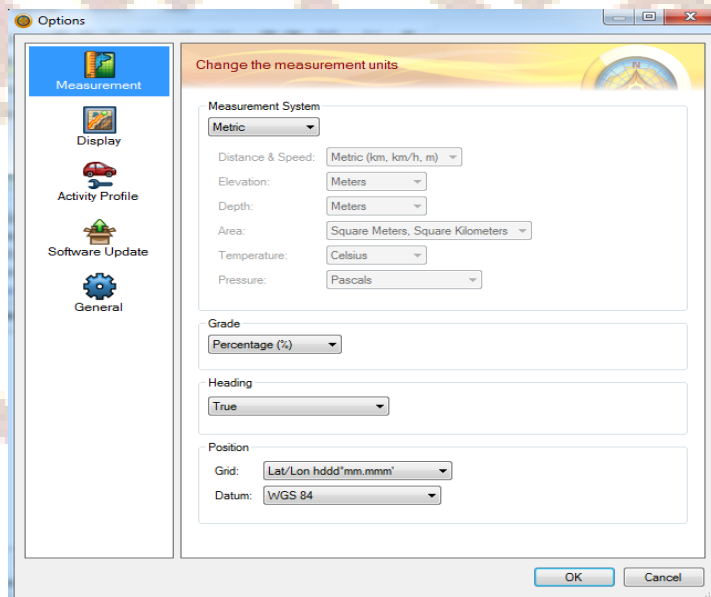 Options
Measurement
Display
Activity Profile
Software Update
General
Change the measurement units
N
Measurement System
Metric
Distance & Speed: Metric (km, km/h, m)
Elevation: Meters
Depth: Meters
Area: Square Meters, Square Kilometers
Temperature: Celsius
Pressure: Pascals
Grade
Percentage (%)
Heading
True
Position
Grid: Lat/Lon hddd°mm.mmm'
Datum: WGS 84
OK Cancel